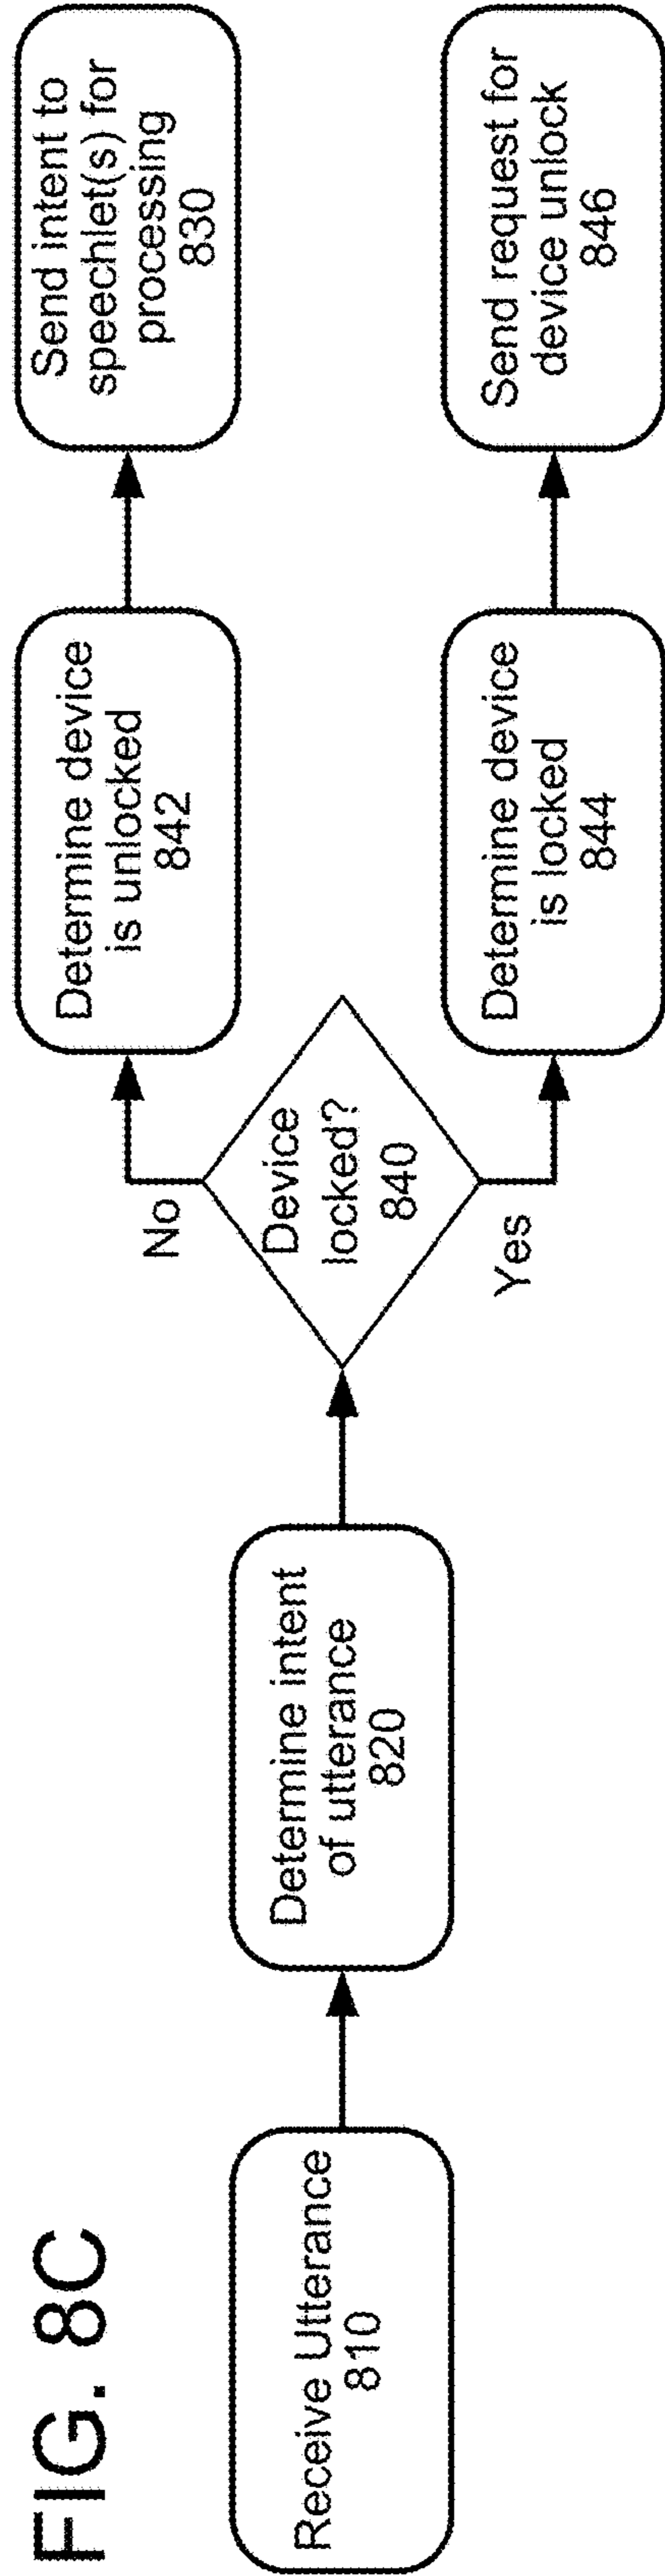 FIG. 8C
Receive Utterance
810
Determine intent
of utterance
820
Device
locked?
840
No
Determine device
is unlocked
842
Send intent to
speechlet(s) for
processing
830
Yes
Determine device
is locked
844
Send request for
device unlock
846